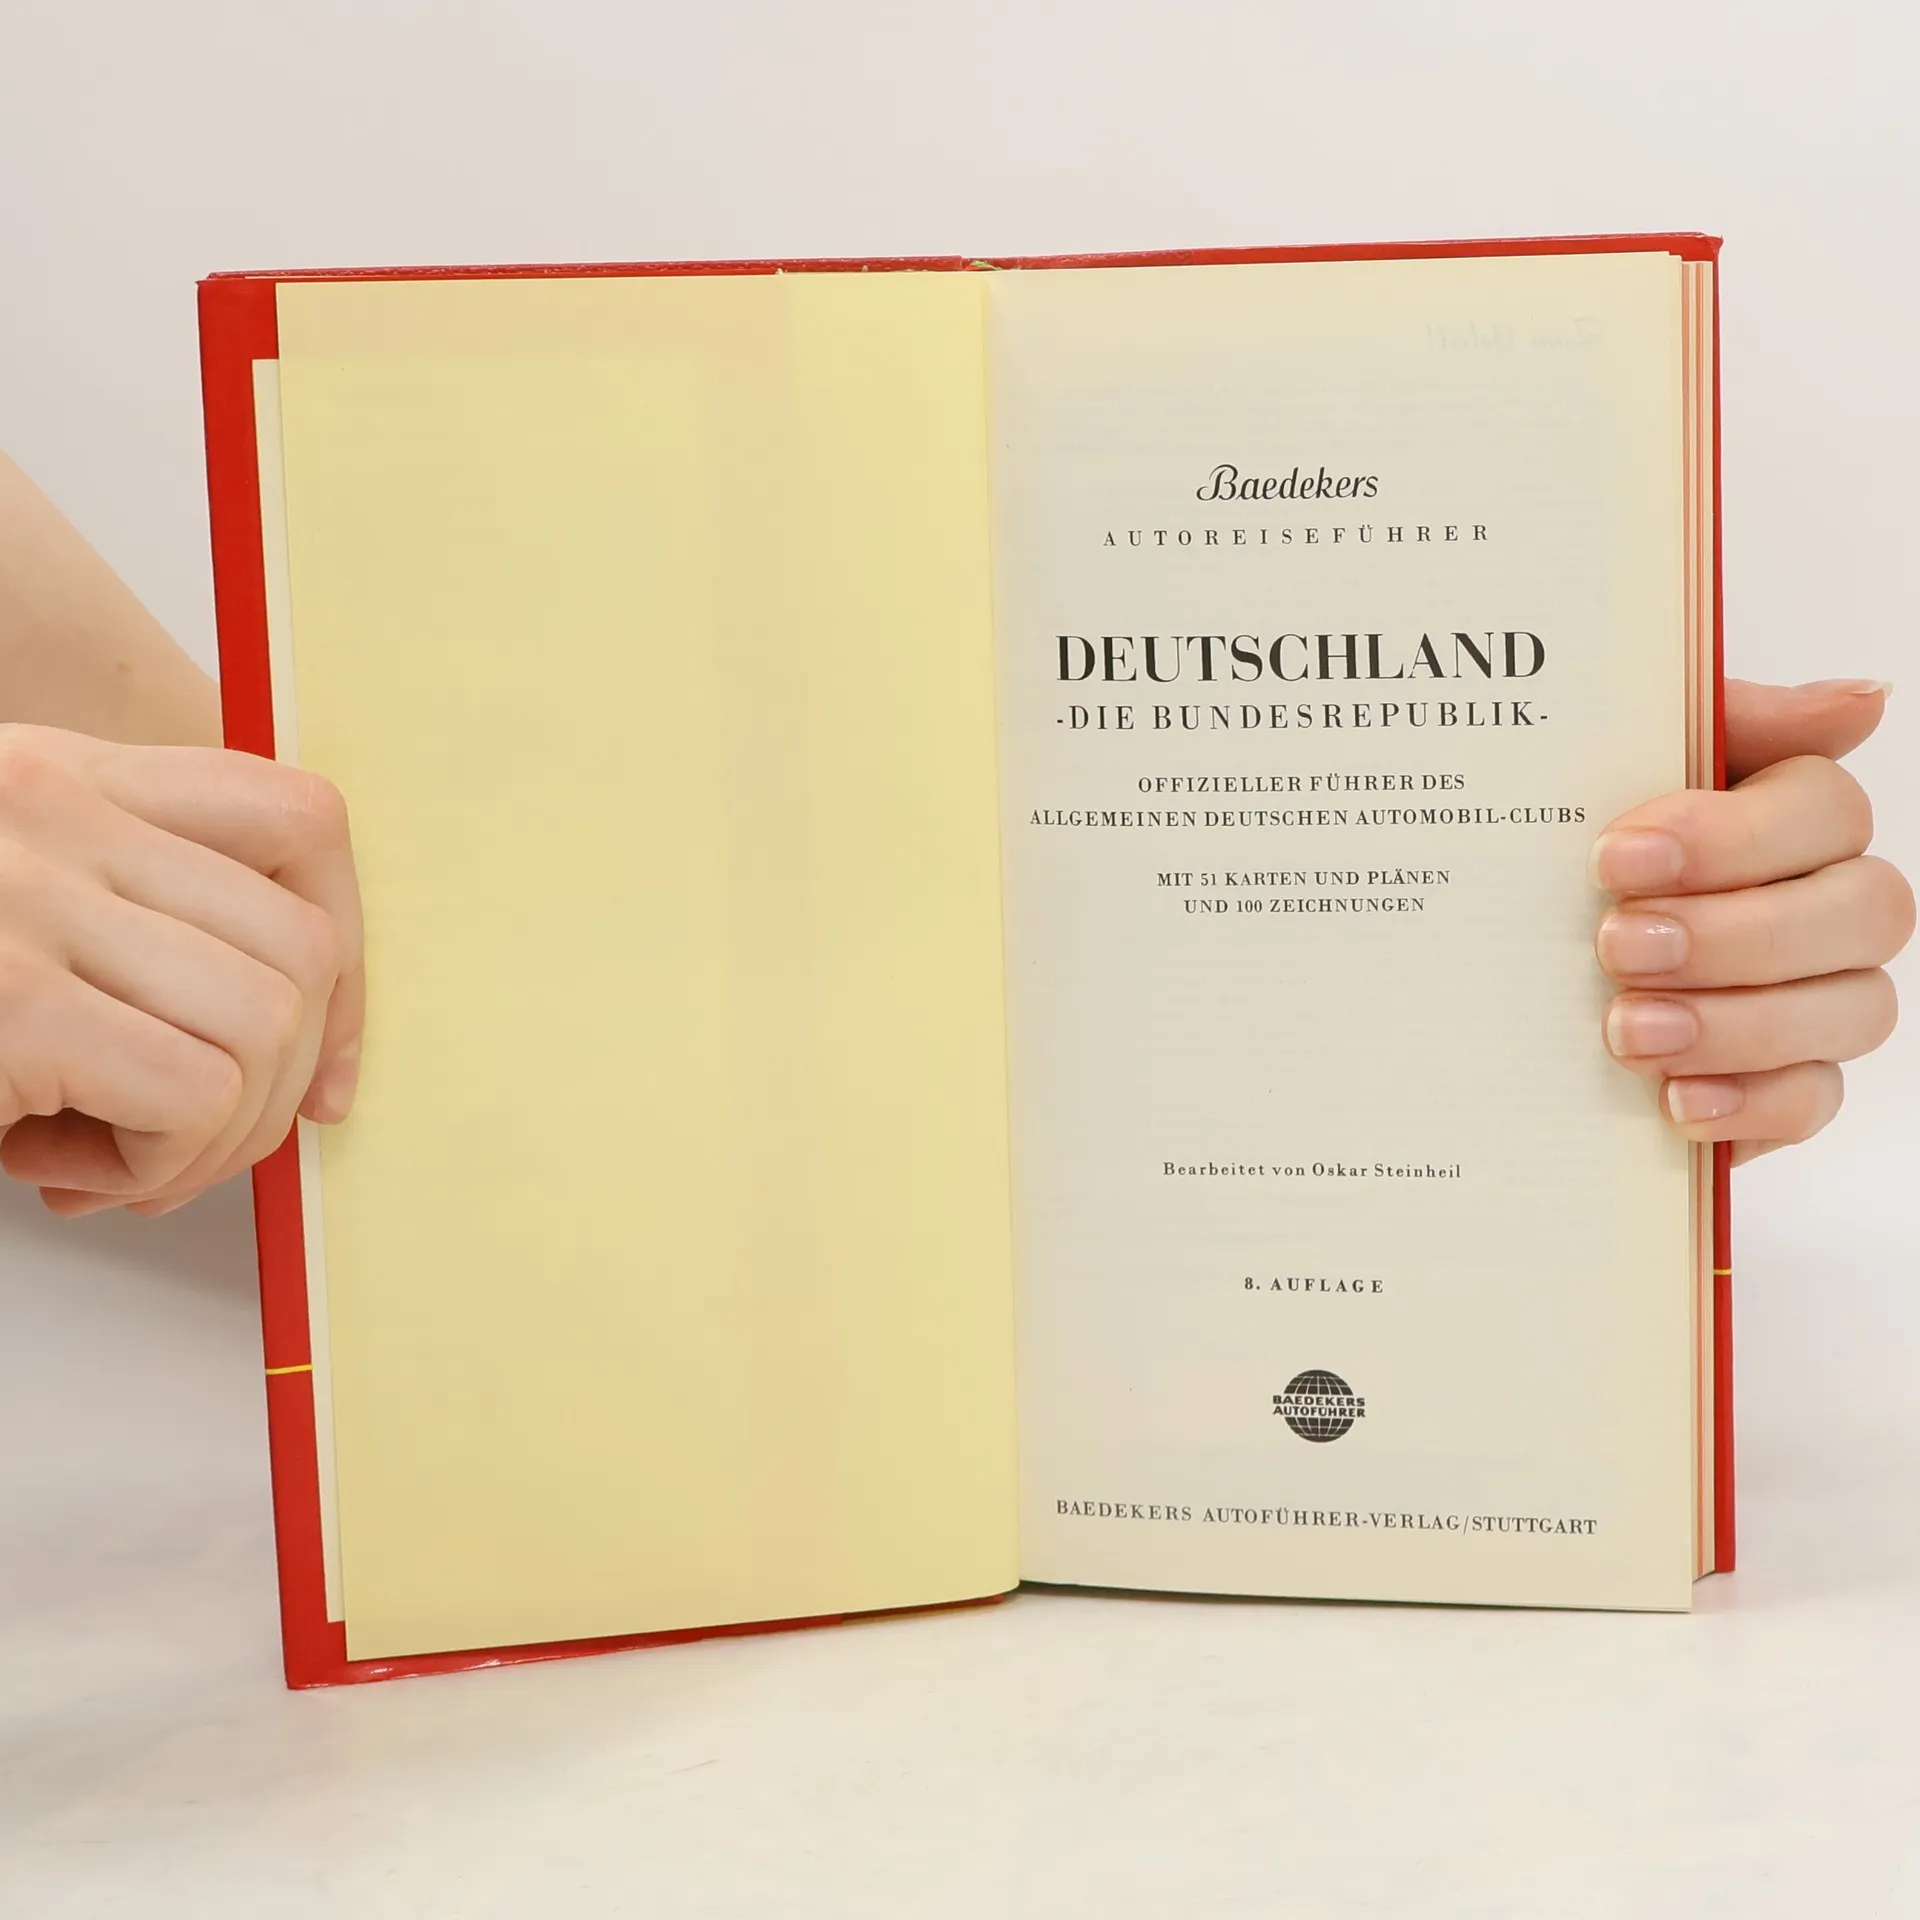 Baedekers
AUTOREISEFÜHRER
DEUTSCHLAND
-DIE BUNDESREPUBLIK-
OFFIZIELLER FÜHRER DES
ALLGEMEINEN DEUTSCHEN AUTOMOBIL-CLUBS
MIT 51 KARTEN UND PLÄNEN
UND 100 ZEICHNUNGEN
Bearbeitet von Oskar Steinheil
8. AUFLAGE
BAEDEKERS
AUTOFÜHRER
BAEDEKERS AUTOFÜHRER-VERLAG/STUTTGART